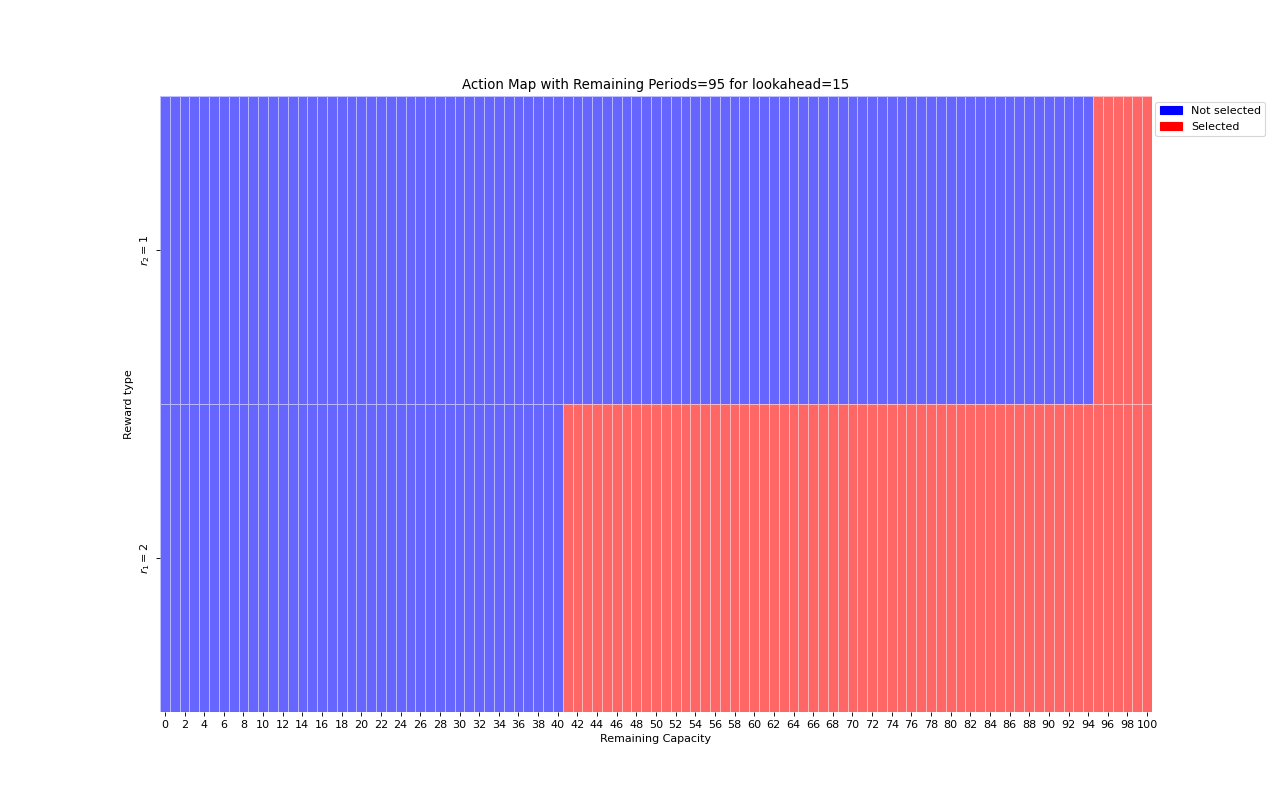 Action Map with Remaining Periods=95 for lookahead=15
Not selected
Selected
r₂ = 1
Reward type
r₁ = 2
0 2 4 6 8 10 12 14 16 18 20 22 24 26 28 30 32 34 36 38 40 42 44 46 48 50 52 54 56 58 60 62 64 66 68 70 72 74 76 78 80 82 84 86 88 90 92 94 96 98 100
Remaining Capacity